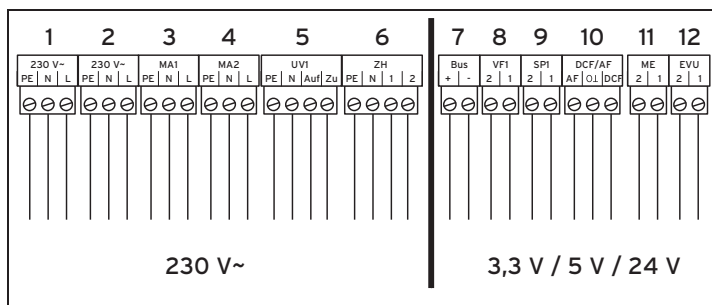 1 2 3 4 5 6 7 8 9 10 11 12
230 V~ 230 V~ MA1 MA2 UV1 ZH Bus VF1 SP1 DCF/AF ME EVU
PE N L PE N L PE N L PE N L PE N Auf Zu PE N 1 2 + - 2 1 2 1 AF O⊥ DCF 2 1 2 1
230 V~ 3,3 V / 5 V / 24 V